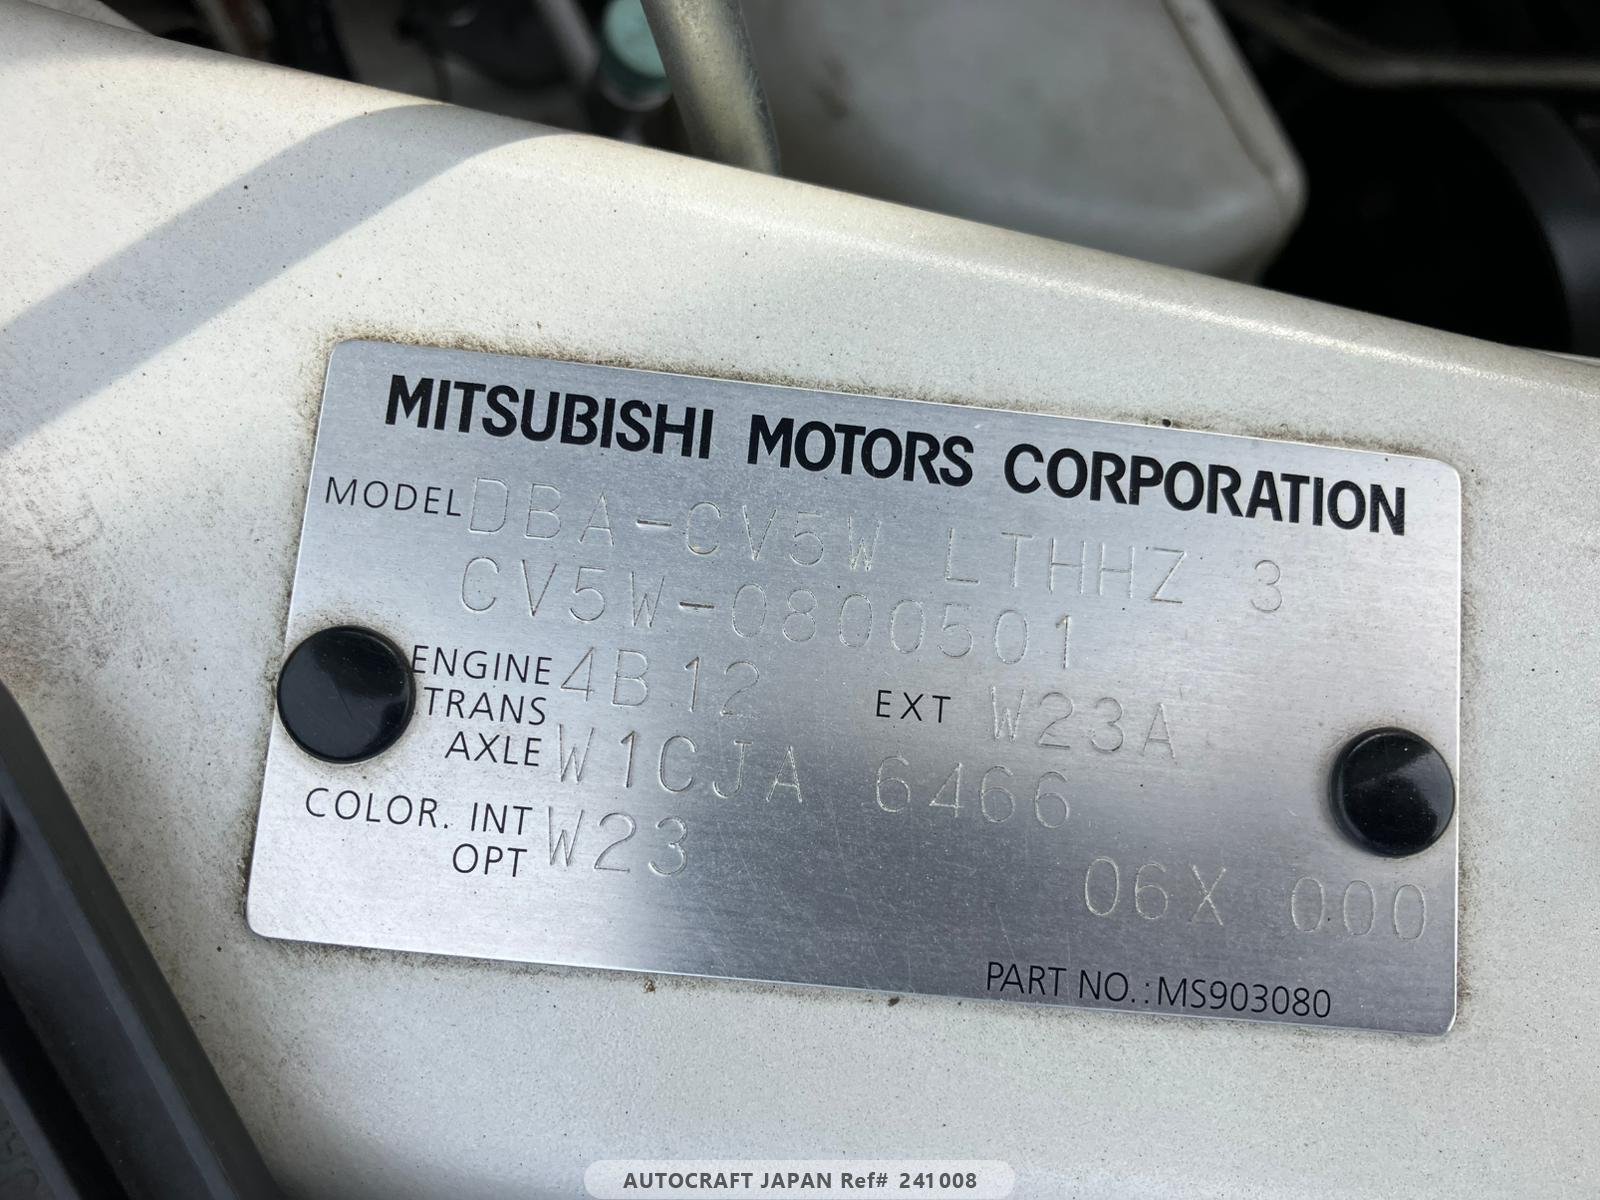 MITSUBISHI MOTORS CORPORATION
MODEL DBA-CV5W LTHHZ 3
CV5W-0800501
ENGINE 4B12 EXT W23A
TRANS
AXLE W1CJA 6466
COLOR. INT W23
OPT
06X 000
PART NO.:MS903080
AUTOCRAFT JAPAN Ref# 241008